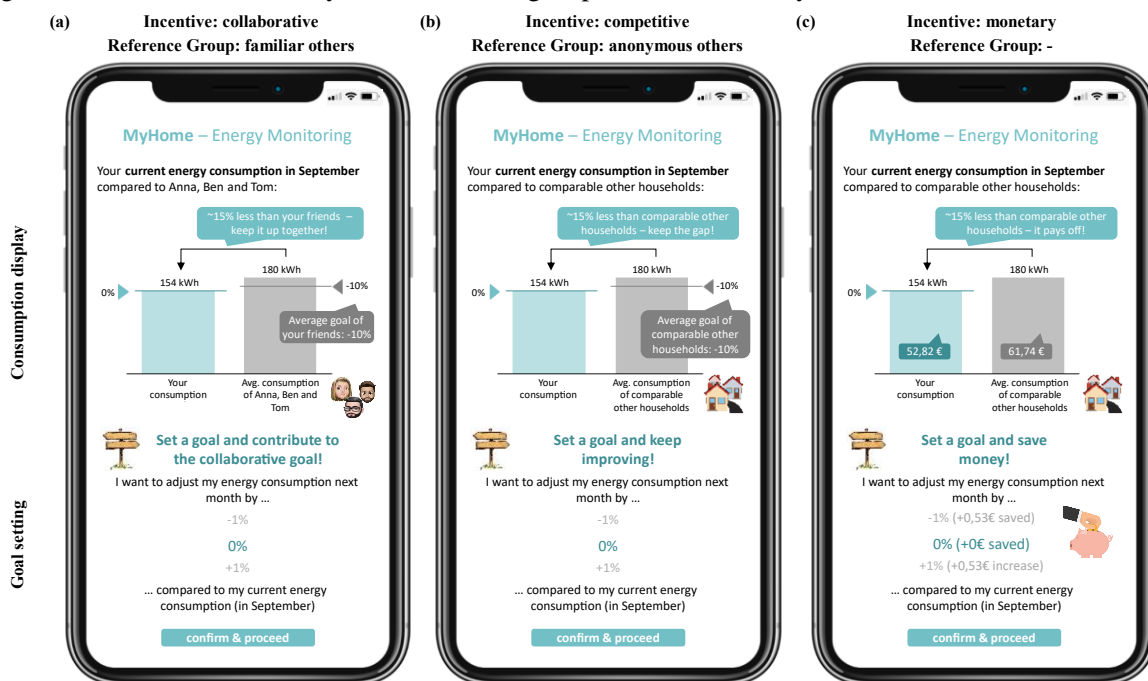 (a) Incentive: collaborative
Reference Group: familiar others
(b) Incentive: competitive
Reference Group: anonymous others
(c) Incentive: monetary
Reference Group: -
Consumption display
Goal setting
MyHome – Energy Monitoring
Your current energy consumption in September
compared to Anna, Ben and Tom:
~15% less than your friends –
keep it up together!
180 kWh
154 kWh
0%
-10%
Average goal of
your friends: -10%
Your
consumption
Avg. consumption
of Anna, Ben and
Tom
Set a goal and contribute to
the collaborative goal!
I want to adjust my energy consumption next
month by ...
-1%
0%
+1%
... compared to my current energy
consumption (in September)
confirm & proceed
MyHome – Energy Monitoring
Your current energy consumption in September
compared to comparable other households:
~15% less than comparable other
households – keep the gap!
180 kWh
154 kWh
0%
-10%
Average goal of
comparable other
households: -10%
Your
consumption
Avg. consumption
of comparable
other households
Set a goal and keep
improving!
I want to adjust my energy consumption next
month by ...
-1%
0%
+1%
... compared to my current energy
consumption (in September)
confirm & proceed
MyHome – Energy Monitoring
Your current energy consumption in September
compared to comparable other households:
~15% less than comparable other
households – it pays off!
180 kWh
154 kWh
0%
52,82 €
61,74 €
Your
consumption
Avg. consumption
of comparable
other households
Set a goal and save
money!
I want to adjust my energy consumption next
month by ...
-1% (+0,53€ saved)
0% (+0€ saved)
+1% (+0,53€ increase)
... compared to my current energy
consumption (in September)
confirm & proceed